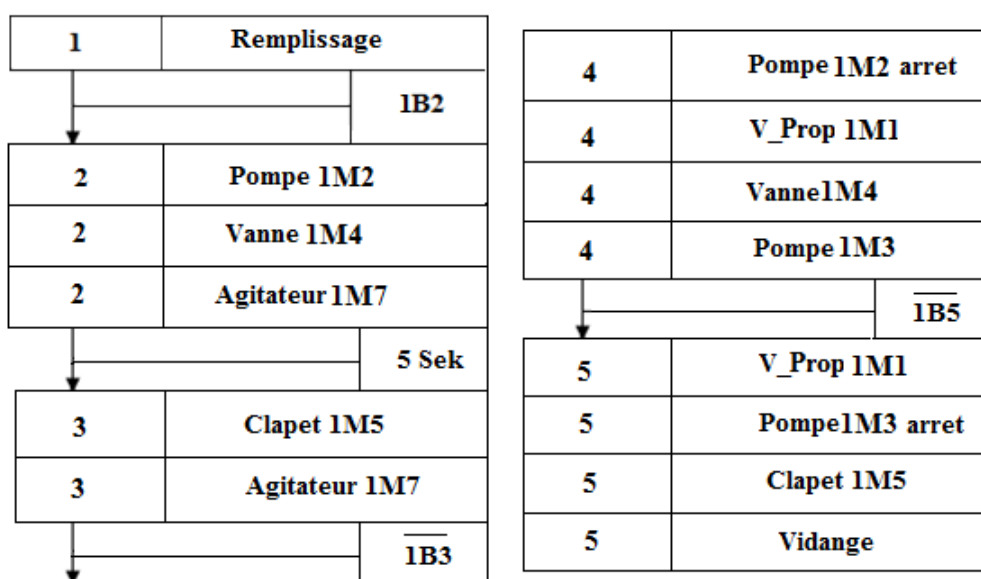 1 Remplissage
1B2
2 Pompe 1M2
2 Vanne 1M4
2 Agitateur 1M7
5 Sek
3 Clapet 1M5
3 Agitateur 1M7
1B3
4 Pompe 1M2 arret
4 V_Prop 1M1
4 Vanne1M4
4 Pompe 1M3
1B5
5 V_Prop 1M1
5 Pompe1M3 arret
5 Clapet 1M5
5 Vidange